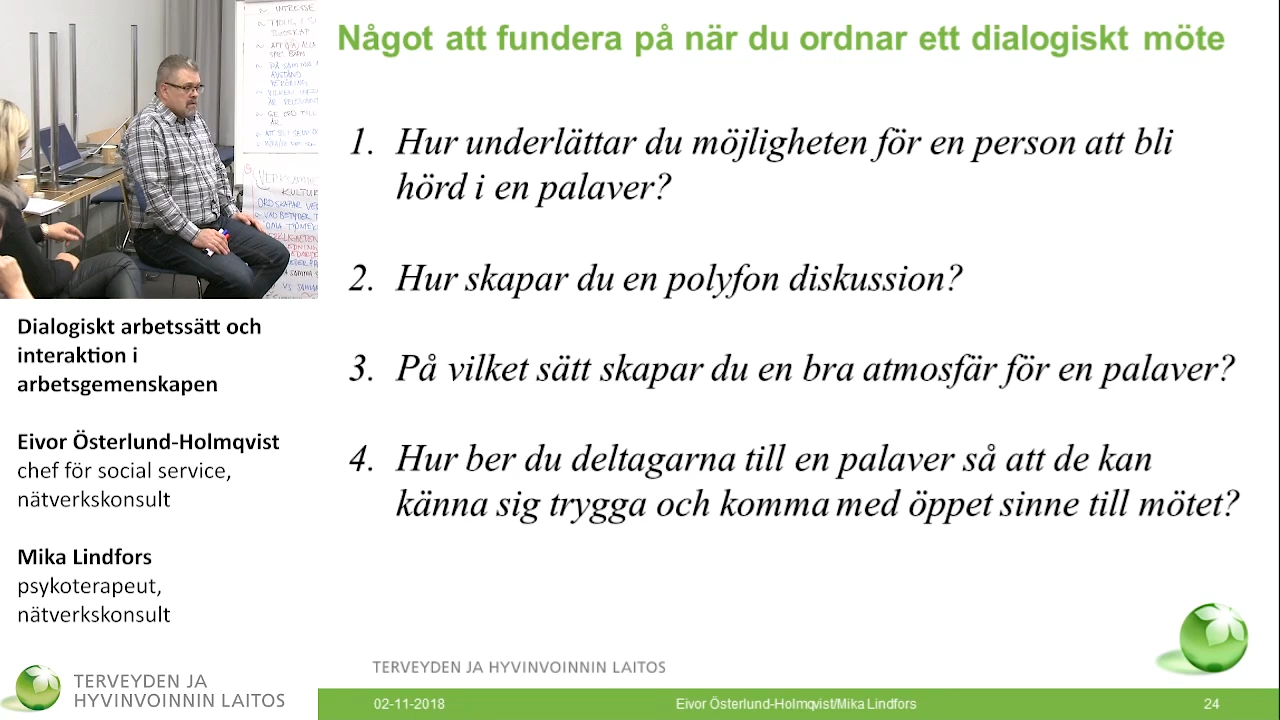 Något att fundera på när du ordnar ett dialogiskt möte
1. Hur underlättar du möjligheten för en person att bli
hörd i en palaver?
2. Hur skapar du en polyfon diskussion?
3. På vilket sätt skapar du en bra atmosfär för en palaver?
4. Hur ber du deltagarna till en palaver så att de kan
känna sig trygga och komma med öppet sinne till mötet?
Dialogiskt arbetssätt och
interaktion i
arbetsgemenskapen
Eivor Österlund-Holmqvist
chef för social service,
nätverkskonsult
Mika Lindfors
psykoterapeut,
nätverkskonsult
TERVEYDEN JA
HYVINVOINNIN LAITOS
TERVEYDEN JA HYVINVOINNIN LAITOS
02-11-2018
Eivor Österlund-Holmqvist/Mika Lindfors
24
INTRESSE
KULTUR